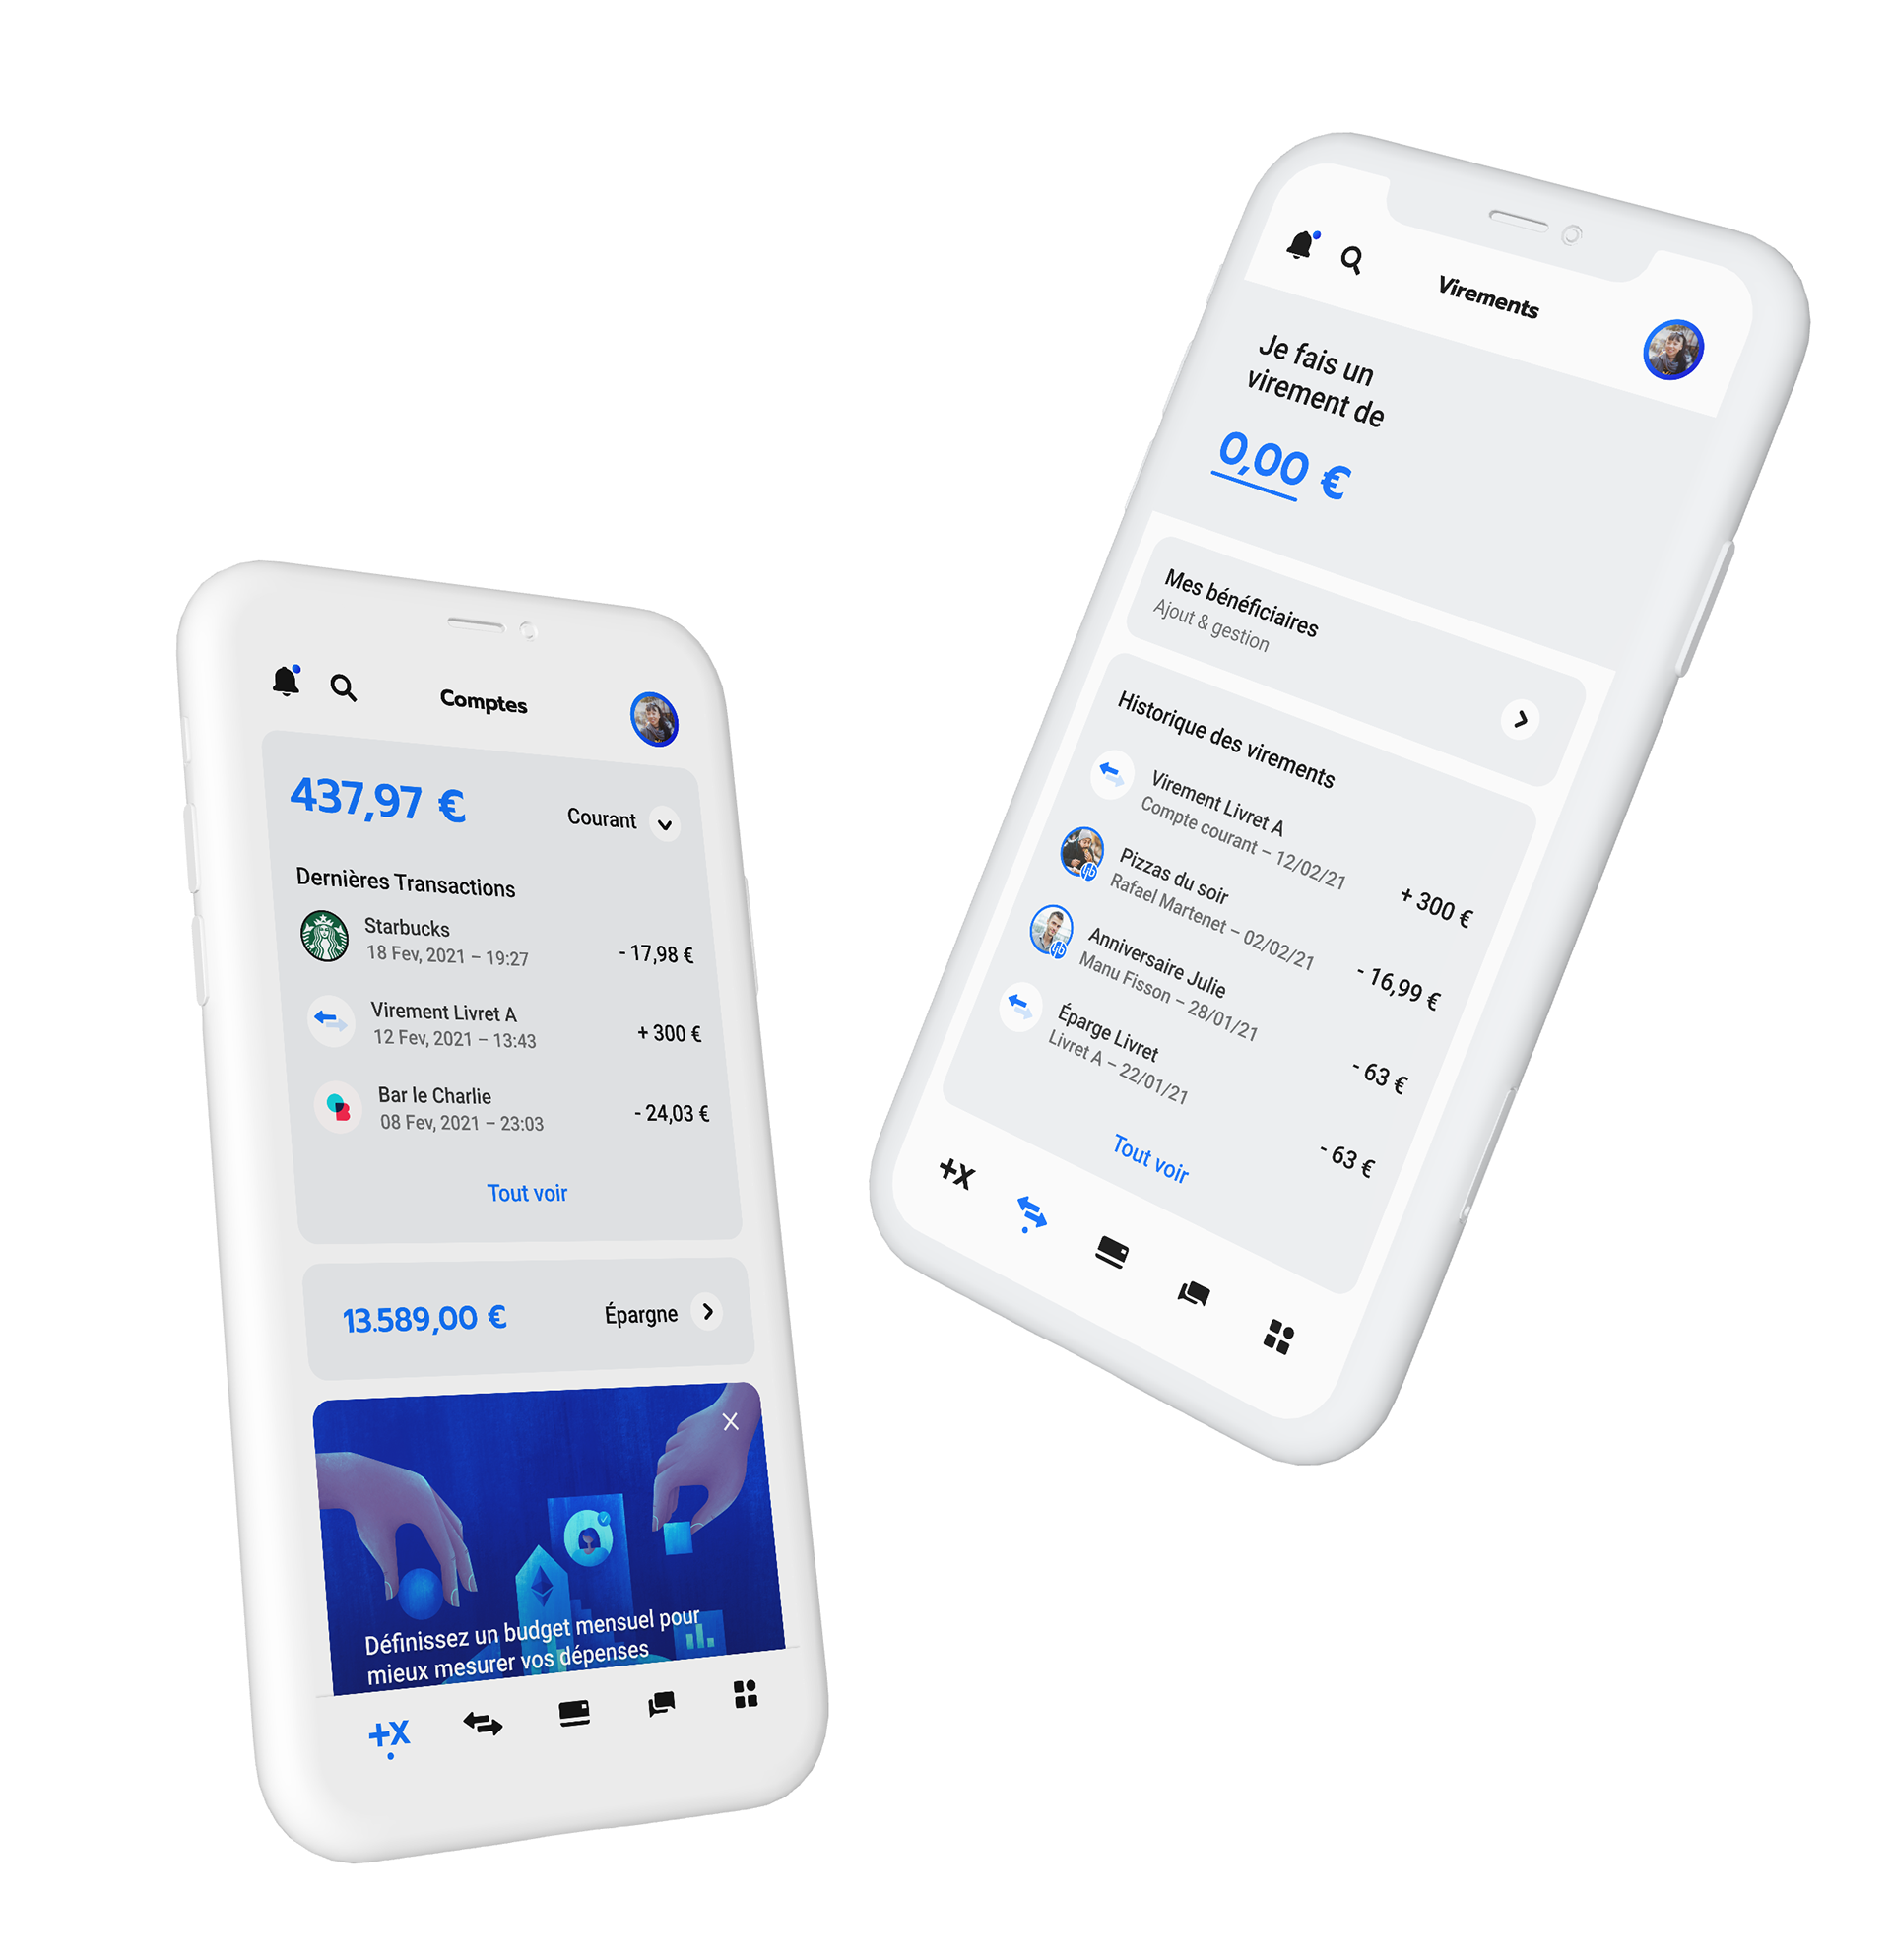 Comptes
437,97 €
Courant
Dernières Transactions
Starbucks
18 Fev, 2021 – 19:27
- 17,98 €
Virement Livret A
12 Fev, 2021 – 13:43
+ 300 €
Bar le Charlie
08 Fev, 2021 – 23:03
- 24,03 €
Tout voir
13.589,00 €
Épargne
Définissez un budget mensuel pour
mieux mesurer vos dépenses
+x
Virements
Je fais un
virement de
0,00 €
Mes bénéficiaires
Ajout & gestion
Historique des virements
Virement Livret A
Compte courant – 12/02/21
+ 300 €
Pizzas du soir
Rafael Martenet – 02/02/21
- 16,99 €
Anniversaire Julie
Manu Fisson – 28/01/21
- 63 €
Éparge Livret
Livret A – 22/01/21
- 63 €
Tout voir
+x